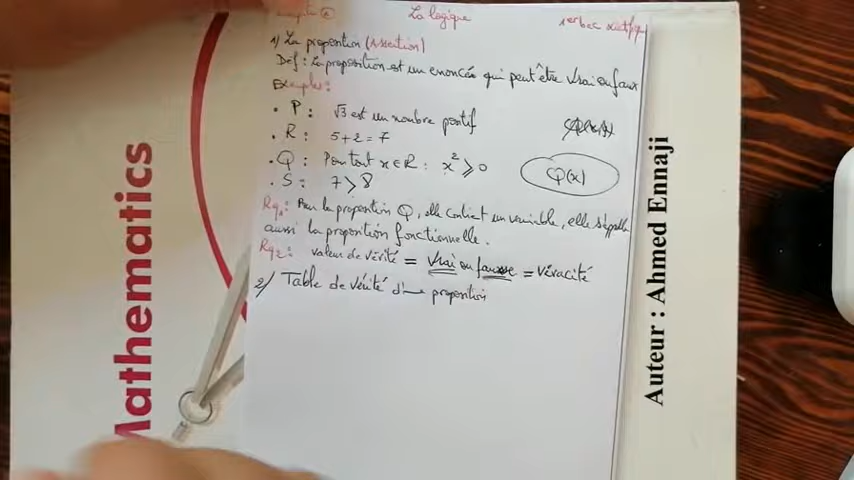 La logique
1erbac scetfq
1) La proposition (Assertion)
Def : la proposition est un enoncée qui peut être vrai ou faux
Exemples :
. P : √3 est un nombre positif
. R : 5+2=7
. Q : Pour tout x∈R : x² ⩾ 0
Q(x)
. S : 7 > 8
Rq1 : Pour la proposition Q, elle contient un variable, elle s'appelle
aussi la proposition fonctionnelle.
Rq2 : valeur de vérité = vrai ou fausse = véracité
2/ Table de vérité d'une proposition
Mathematics
Auteur : Ahmed Ennaji